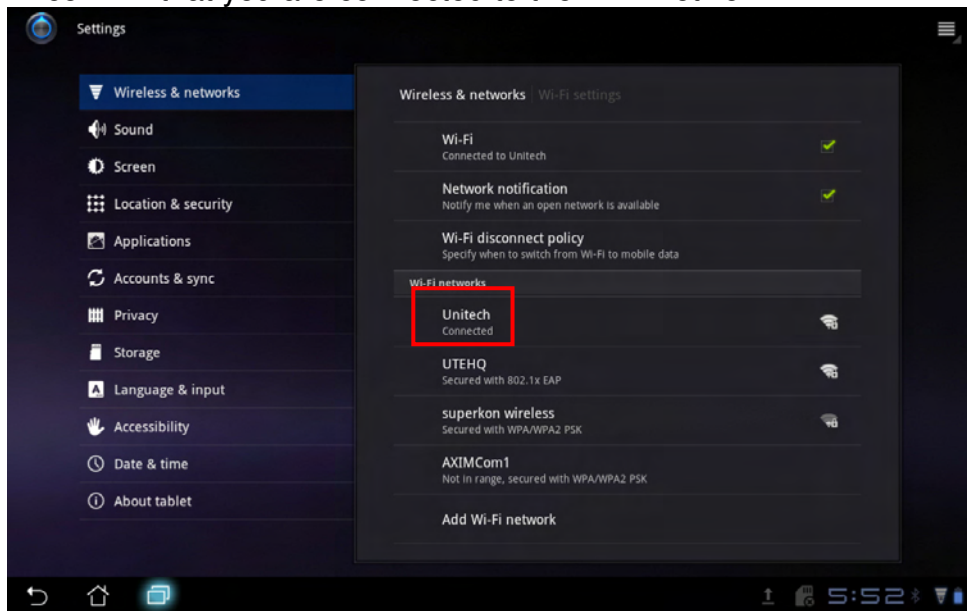 Settings
Wireless & networks
Sound
Screen
Location & security
Applications
Accounts & sync
Privacy
Storage
Language & input
Accessibility
Date & time
About tablet
Wireless & networks Wi-Fi settings
Wi-Fi
Connected to Unitech
Network notification
Notify me when an open network is available
Wi-Fi disconnect policy
Specify when to switch from Wi-Fi to mobile data
Wi-Fi networks
Unitech
Connected
UTEHQ
Secured with 802.1x EAP
superkon wireless
Secured with WPA/WPA2 PSK
AXIMCom1
Not in range, secured with WPA/WPA2 PSK
Add Wi-Fi network
5:52